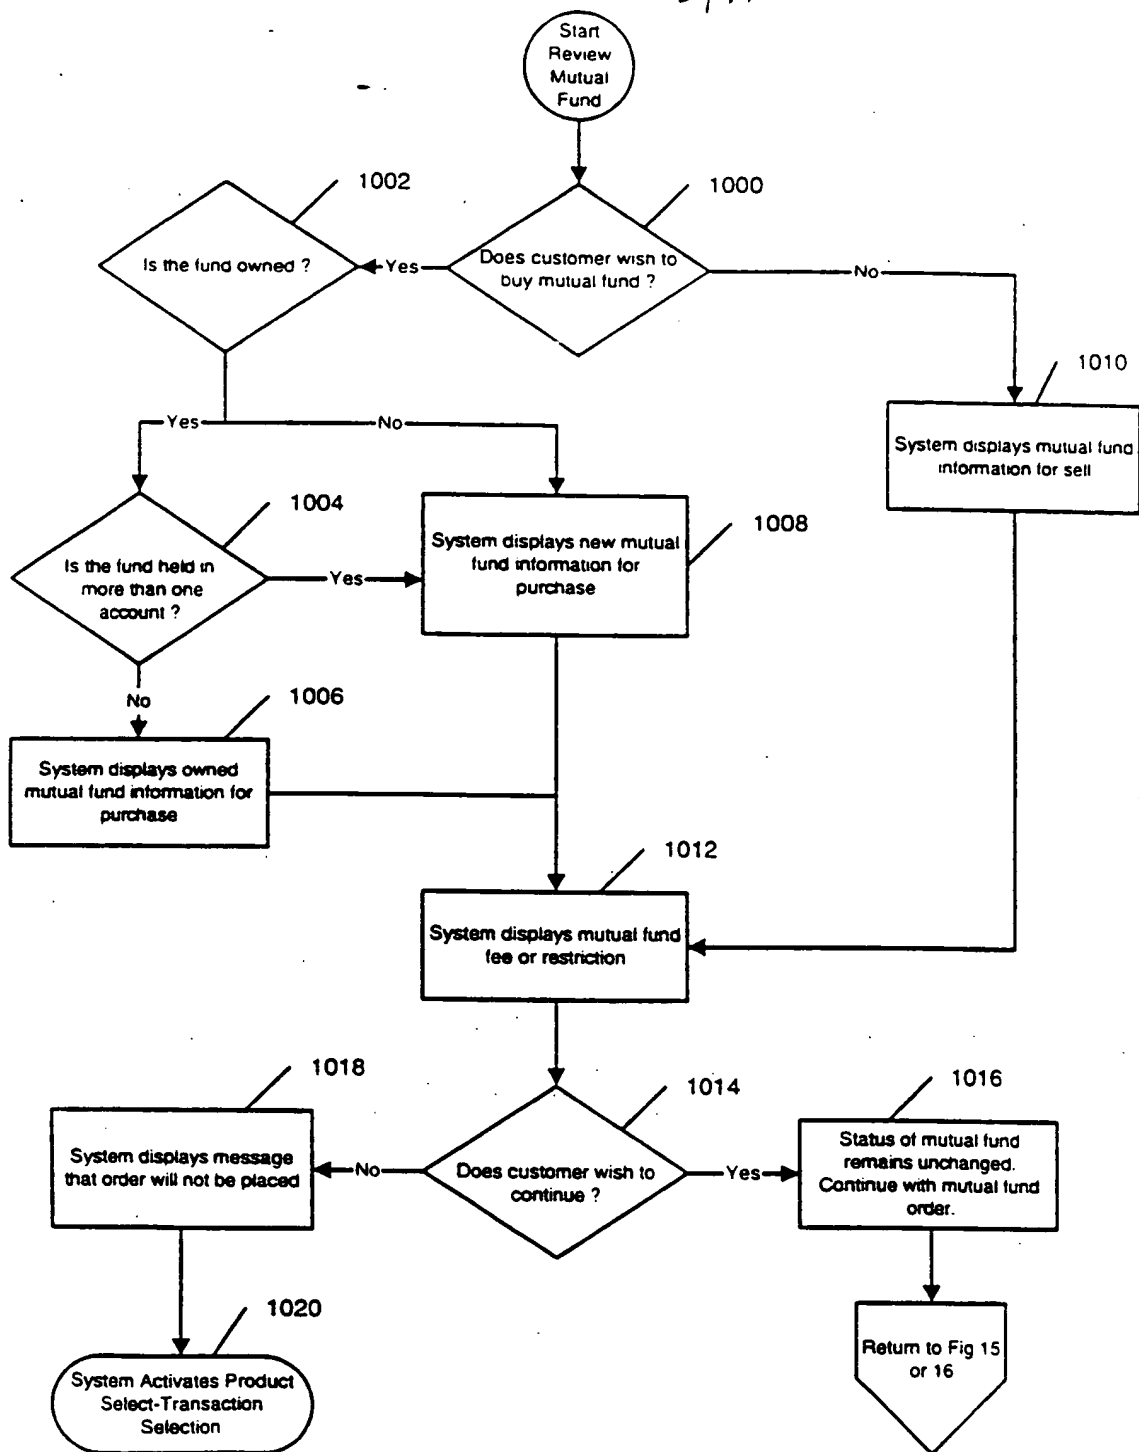 Start
Review
Mutual
Fund
1002
1000
Is the fund owned ?
Yes
Does customer wish to
buy mutual fund ?
No
1010
System displays mutual fund
information for sell
Yes
No
1004
Is the fund held in
more than one
account ?
Yes
1008
System displays new mutual
fund information for
purchase
No
1006
System displays owned
mutual fund information for
purchase
1012
System displays mutual fund
fee or restriction
1018
1014
1016
System displays message
that order will not be placed
No
Does customer wish to
continue ?
Yes
Status of mutual fund
remains unchanged.
Continue with mutual fund
order.
1020
System Activates Product
Select-Transaction
Selection
Return to Fig 15
or 16